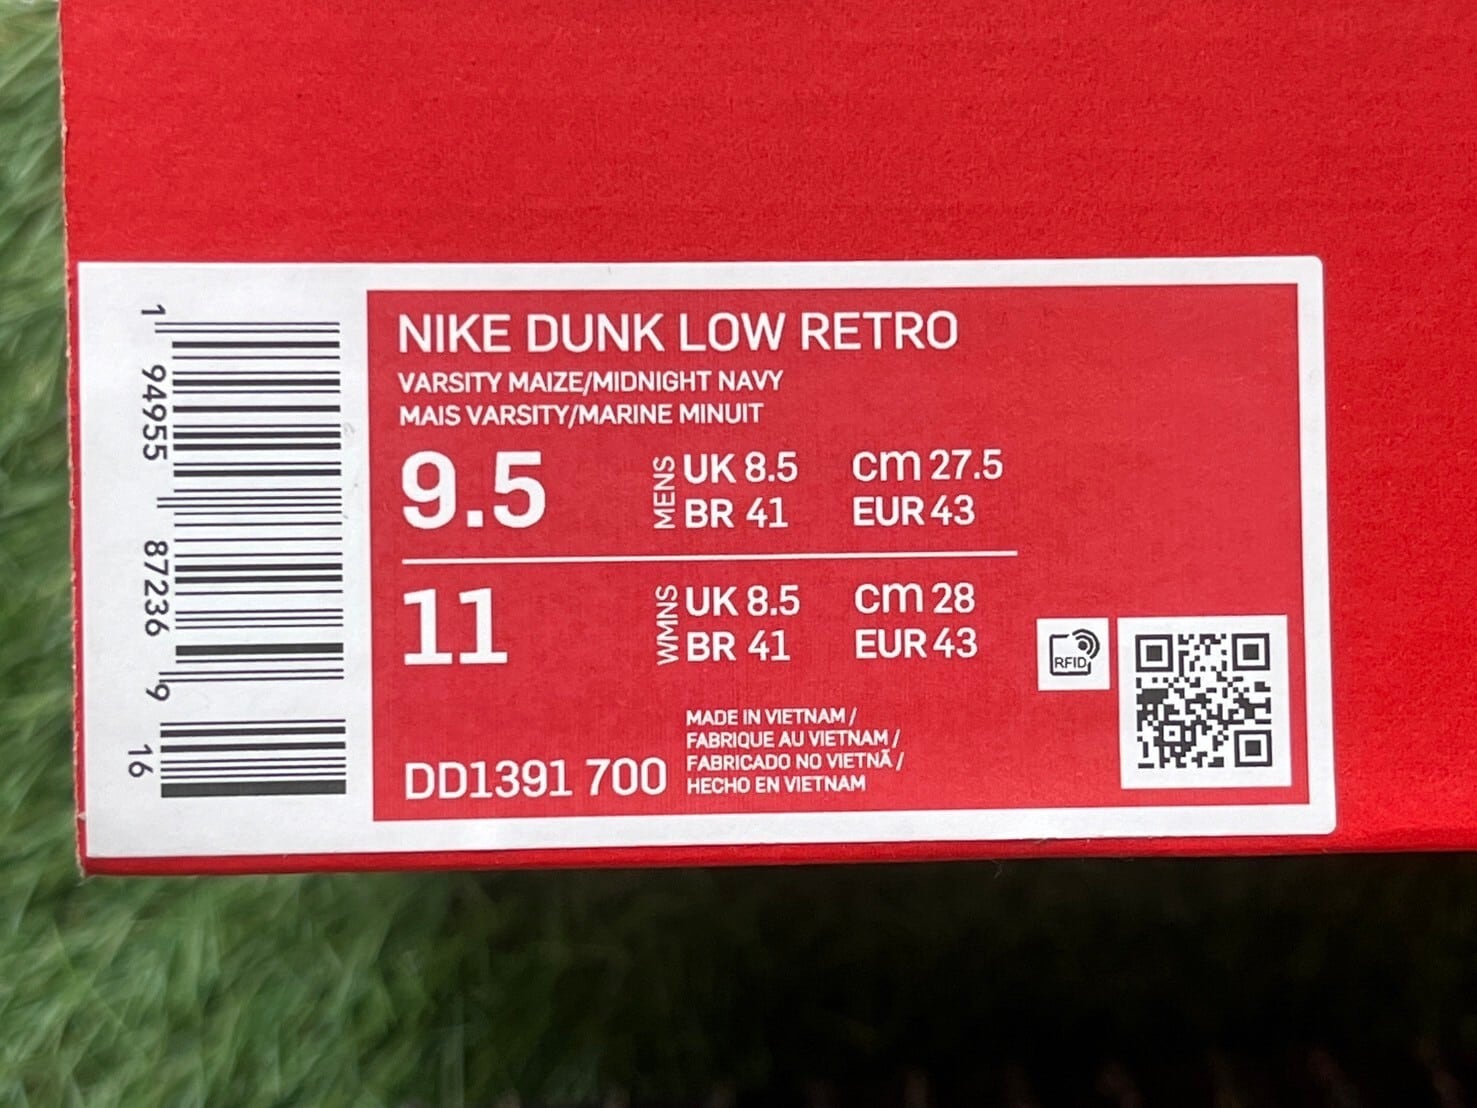 1 94955 87236 9 16
NIKE DUNK LOW RETRO
VARSITY MAIZE/MIDNIGHT NAVY
MAIS VARSITY/MARINE MINUIT
9.5 MENS UK 8.5 cm 27.5
BR 41 EUR 43
11 WMNS UK 8.5 cm 28
BR 41 EUR 43
RFID
MADE IN VIETNAM /
FABRIQUE AU VIETNAM /
FABRICADO NO VIETNÃ /
HECHO EN VIETNAM
DD1391 700